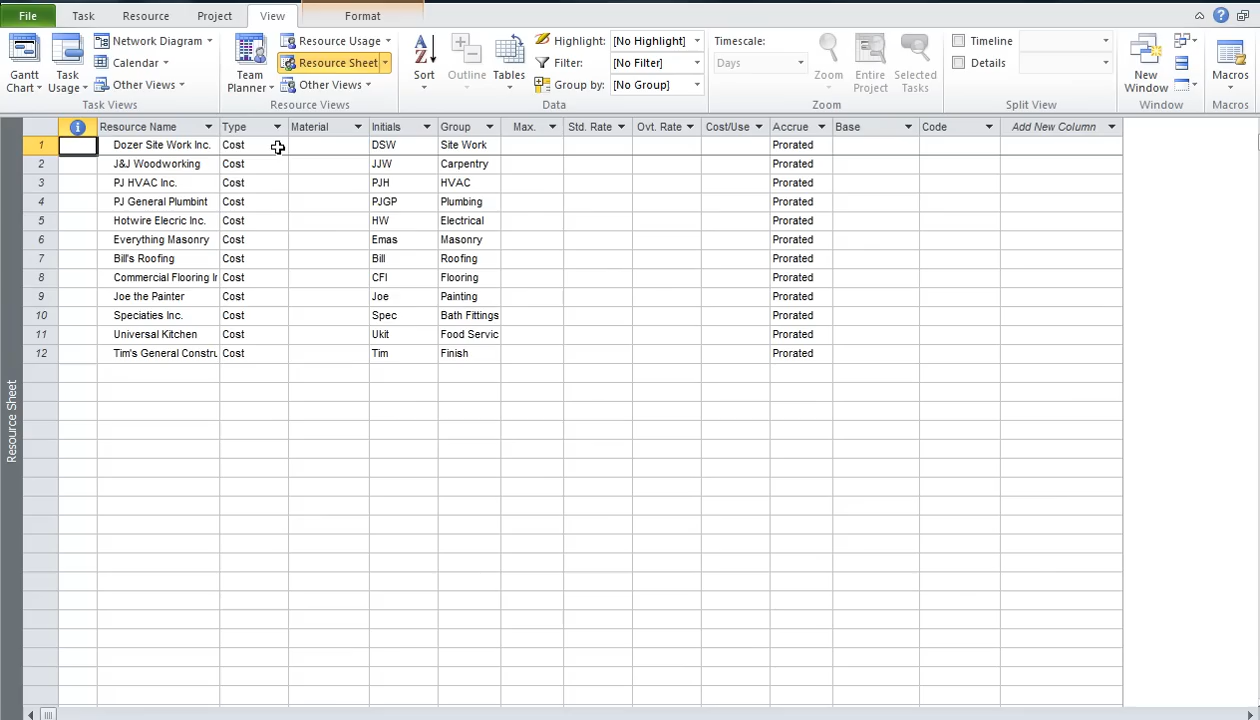 File Task Resource Project View Format
Network Diagram Resource Usage Highlight: [No Highlight] Timescale: Timeline
Gantt Chart Task Usage Calendar Team Planner Resource Sheet Sort Outline Tables Filter: [No Filter] Days Zoom Entire Project Selected Tasks Details New Window Macros
Other Views Other Views Group by: [No Group]
Task Views Resource Views Data Zoom Split View Window Macros
Resource Name Type Material Initials Group Max. Std. Rate Ovt. Rate Cost/Use Accrue Base Code Add New Column
1 Dozer Site Work Inc. Cost DSW Site Work Prorated
2 J&J Woodworking Cost JJW Carpentry Prorated
3 PJ HVAC Inc. Cost PJH HVAC Prorated
4 PJ General Plumbint Cost PJGP Plumbing Prorated
5 Hotwire Elecric Inc. Cost HW Electrical Prorated
6 Everything Masonry Cost Emas Masonry Prorated
7 Bill's Roofing Cost Bill Roofing Prorated
8 Commercial Flooring Ir Cost CFI Flooring Prorated
9 Joe the Painter Cost Joe Painting Prorated
10 Specialties Inc. Cost Spec Bath Fittings Prorated
11 Universal Kitchen Cost Ukit Food Servic Prorated
12 Tim's General Constru Cost Tim Finish Prorated
Resource Sheet